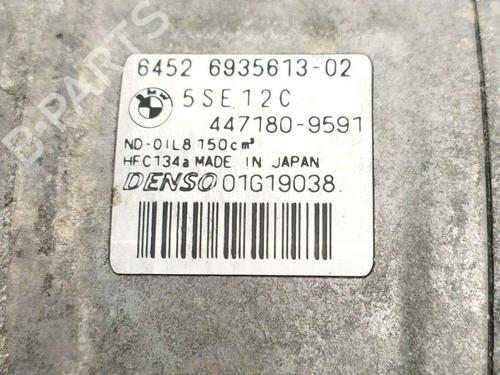 B-PARTS
6452 6935613-02
5SE12C
447180-9591
ND-OIL8 150cm³
HFC134a MADE IN JAPAN
DENSO 01G19038